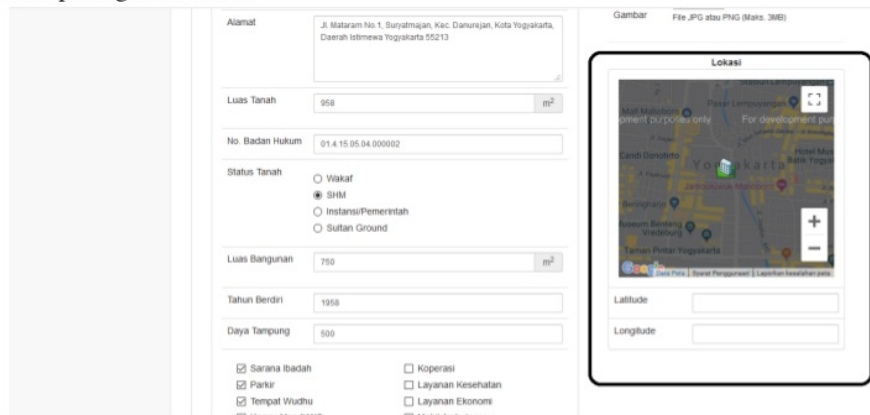 Alamat
Jl. Mataram No.1, Suryatmajan, Kec. Danurejan, Kota Yogyakarta,
Daerah Istimewa Yogyakarta 55213
Luas Tanah
958
m²
No. Badan Hukum
01.4.15.05.04.000002
Status Tanah
Wakaf
SHM
Instansi/Pemerintah
Sultan Ground
Luas Bangunan
750
m²
Tahun Berdiri
1958
Daya Tampung
500
Sarana Ibadah
Koperasi
Parkir
Layanan Kesehatan
Tempat Wudhu
Layanan Ekonomi
Gambar
File JPG atau PNG (Maks. 3MB)
Lokasi
Pasar Lempuyangan
Mall Malioboro
opment purposes only
For development pur
Candi Donotirto
Yogyakarta
Batik Yogya
Beringharjo
Museum Benteng
Vredeburg
Taman Pintar Yogyakarta
+
−
Google
Data Peta
Syarat Penggunaan
Laporkan kesalahan peta
Latitude
Longitude